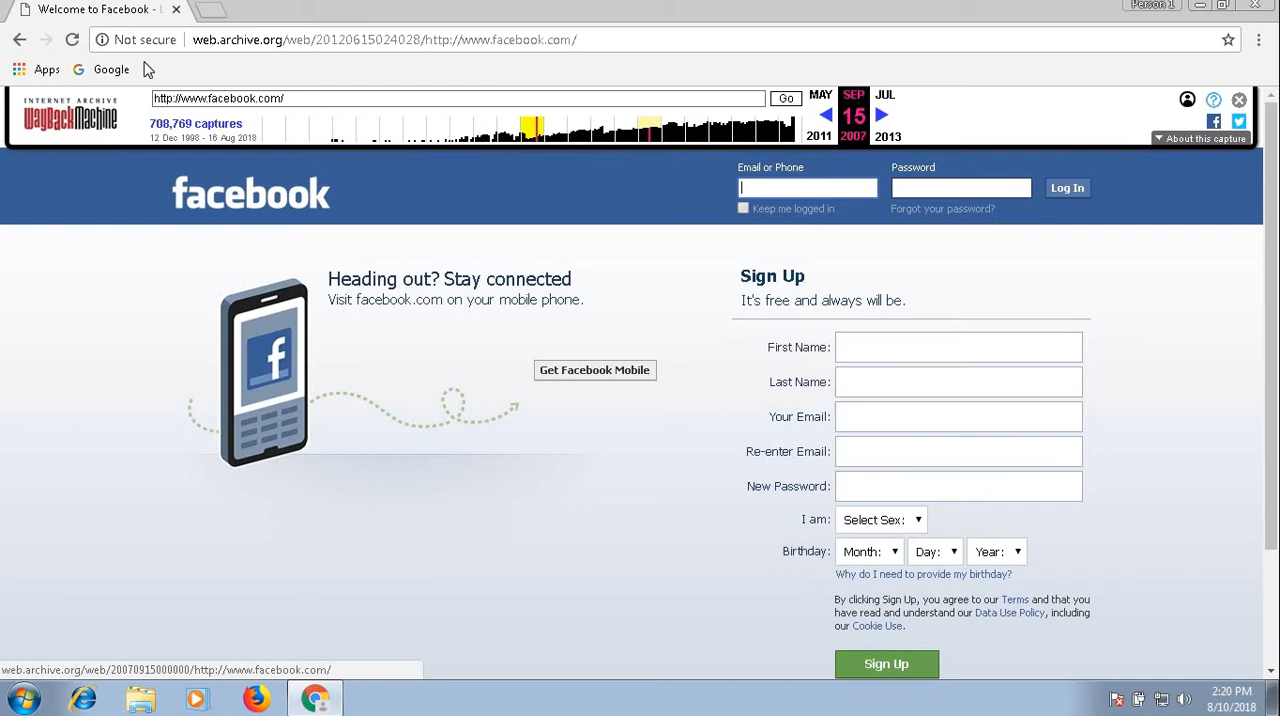 Welcome to Facebook - L
Person 1
Not secure
web.archive.org/web/20120615024028/http://www.facebook.com/
Apps
Google
INTERNET ARCHIVE
WayBackMachine
http://www.facebook.com/
Go
708,769 captures
12 Dec 1998 - 16 Aug 2018
MAY SEP JUL
15
2011 2007 2013
About this capture
facebook
Email or Phone
Password
Log In
Keep me logged in
Forgot your password?
Heading out? Stay connected
Visit facebook.com on your mobile phone.
Get Facebook Mobile
Sign Up
It's free and always will be.
First Name:
Last Name:
Your Email:
Re-enter Email:
New Password:
I am: Select Sex:
Birthday: Month: Day: Year:
Why do I need to provide my birthday?
By clicking Sign Up, you agree to our Terms and that you
have read and understand our Data Use Policy, including
our Cookie Use.
Sign Up
web.archive.org/web/20070915000000/http://www.facebook.com/
2:20 PM
8/10/2018